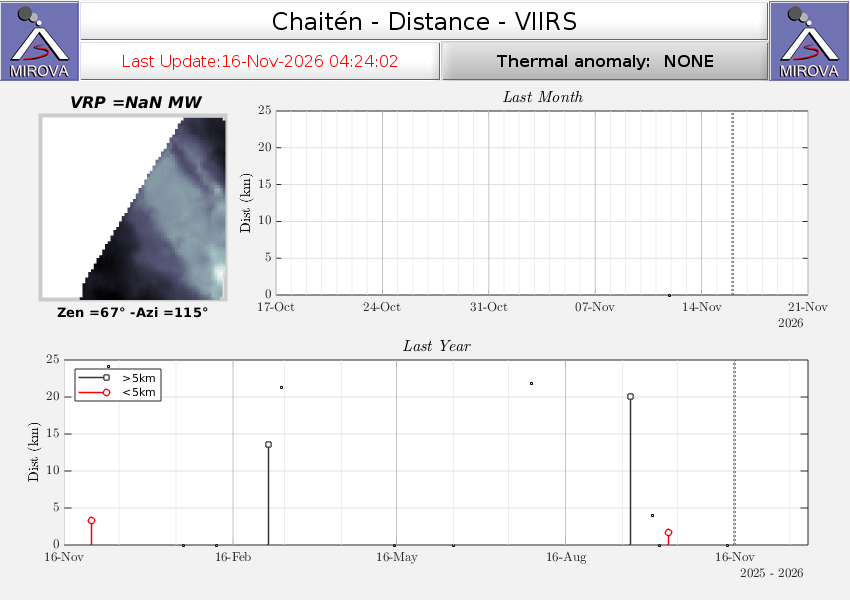 MIROVA
Chaitén - Distance - VIIRS
MIROVA
Last Update:16-Nov-2026 04:24:02
Thermal anomaly: NONE
VRP =NaN MW
Zen =67° -Azi =115°
Last Month
Dist (km)
25
20
15
10
5
0
17-Oct 24-Oct 31-Oct 07-Nov 14-Nov 21-Nov
2026
Last Year
Dist (km)
25
20
15
10
5
0
>5km
<5km
16-Nov 16-Feb 16-May 16-Aug 16-Nov
2025 - 2026